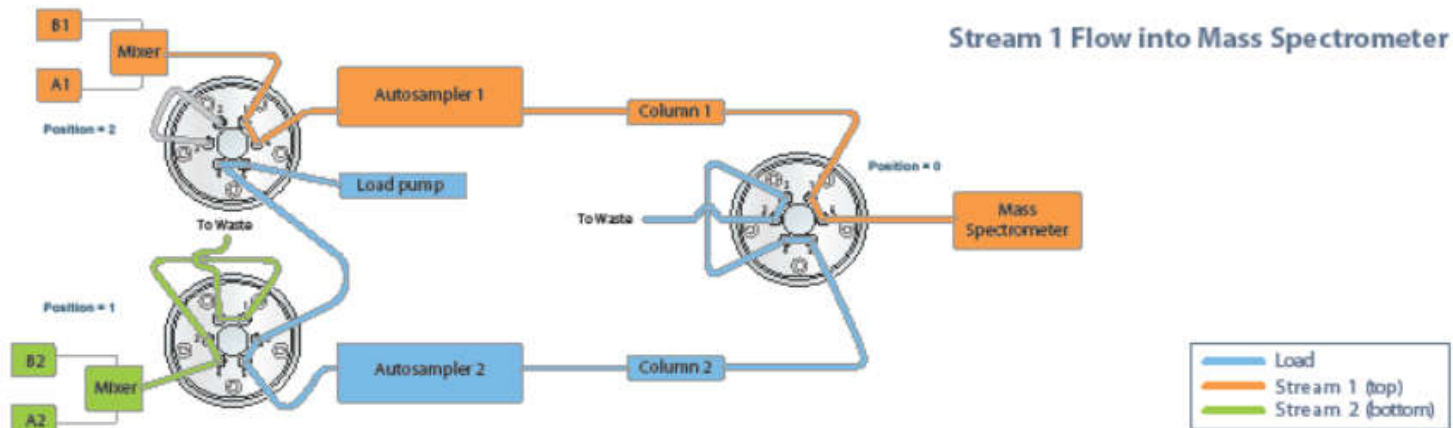 Stream 1 Flow into Mass Spectrometer
B1
Mixer
A1
Autosampler 1
Column 1
Position = 2
Position = 0
Load pump
To Waste
Mass
Spectrometer
To Waste
Position = 1
B2
Mixer
A2
Autosampler 2
Column 2
Load
Stream 1 (top)
Stream 2 (bottom)